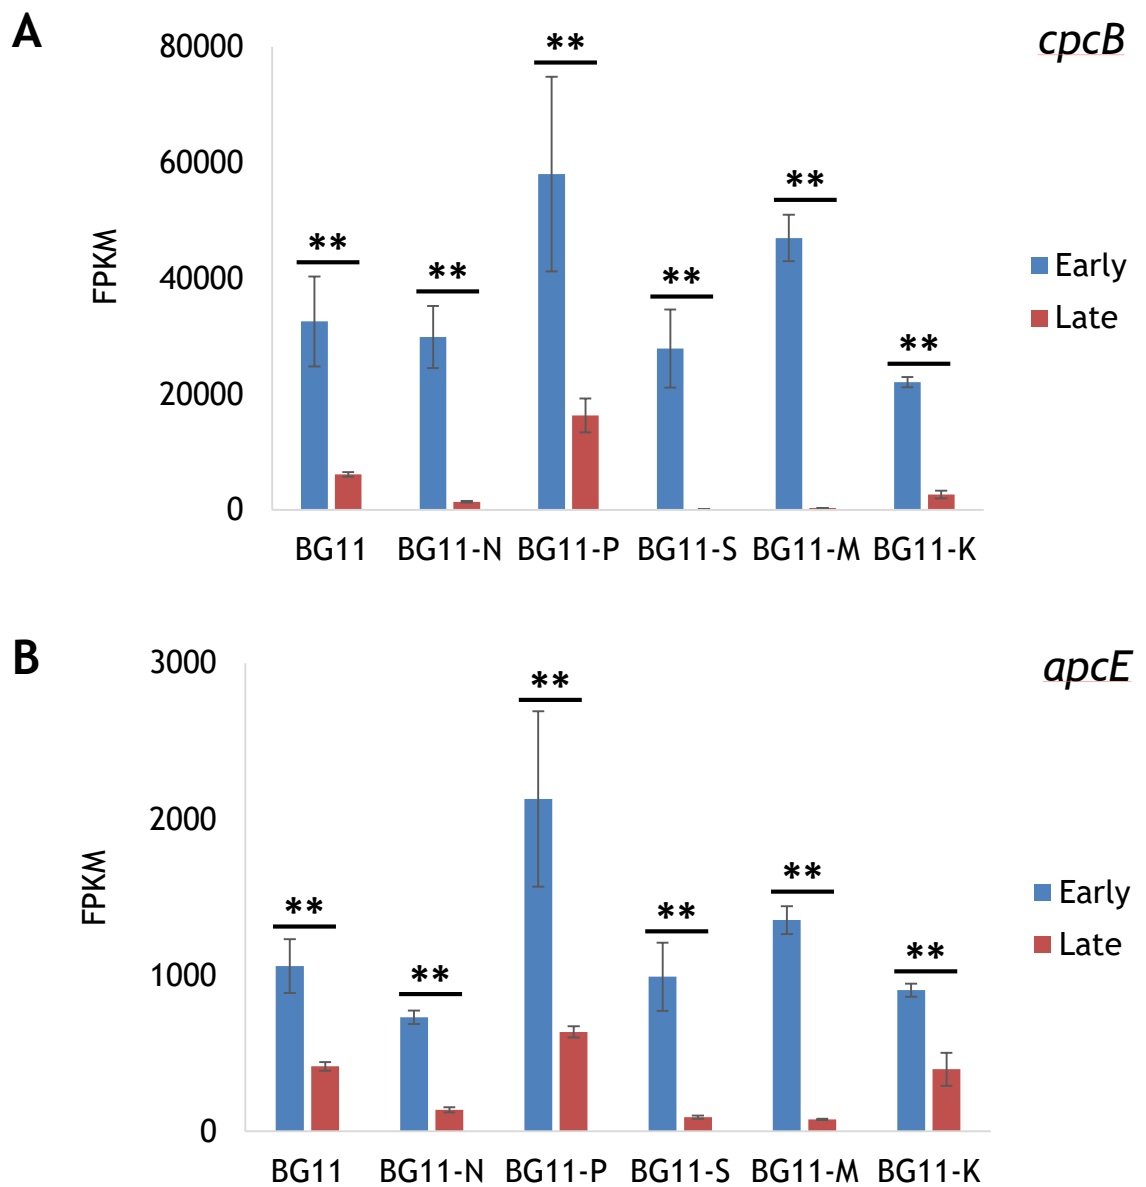 A
cpcB
80000
60000
40000
20000
0
FPKM
**
**
**
**
**
**
Early
Late
BG11 BG11-N BG11-P BG11-S BG11-M BG11-K
B
apcE
3000
2000
1000
0
FPKM
**
**
**
**
**
**
Early
Late
BG11 BG11-N BG11-P BG11-S BG11-M BG11-K